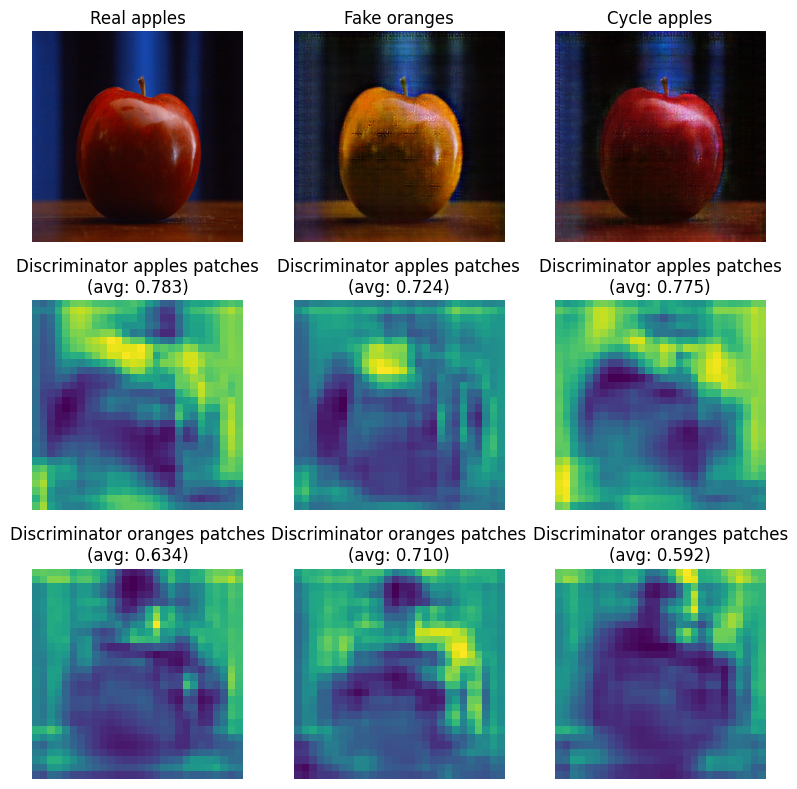 Real apples
Fake oranges
Cycle apples
Discriminator apples patches
(avg: 0.783)
Discriminator apples patches
(avg: 0.724)
Discriminator apples patches
(avg: 0.775)
Discriminator oranges patches
(avg: 0.634)
Discriminator oranges patches
(avg: 0.710)
Discriminator oranges patches
(avg: 0.592)